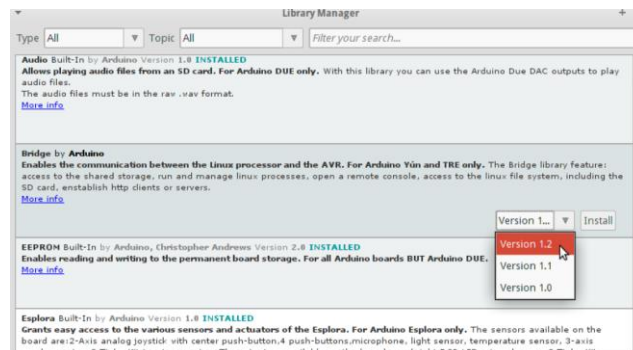 Library Manager
Type All Topic All Filter your search...
Audio Built-In by Arduino Version 1.0 INSTALLED
Allows playing audio files from an SD card. For Arduino DUE only. With this library you can use the Arduino Due DAC outputs to play
audio files.
The audio files must be in the raw .wav format.
More info
Bridge by Arduino
Enables the communication between the Linux processor and the AVR. For Arduino Yún and TRE only. The Bridge library feature:
access to the shared storage, run and manage linux processes, open a remote console, access to the linux file system, including the
SD card, enstablish http clients or servers.
More info
Version 1... Install
Version 1.2
Version 1.1
Version 1.0
EEPROM Built-In by Arduino, Christopher Andrews Version 2.0 INSTALLED
Enables reading and writing to the permanent board storage. For all Arduino boards BUT Arduino DUE.
More info
Esplora Built-In by Arduino Version 1.0 INSTALLED
Grants easy access to the various sensors and actuators of the Esplora. For Arduino Esplora only. The sensors available on the
board are:2-Axis analog joystick with center push-button,4 push-buttons,microphone, light sensor, temperature sensor, 3-axis